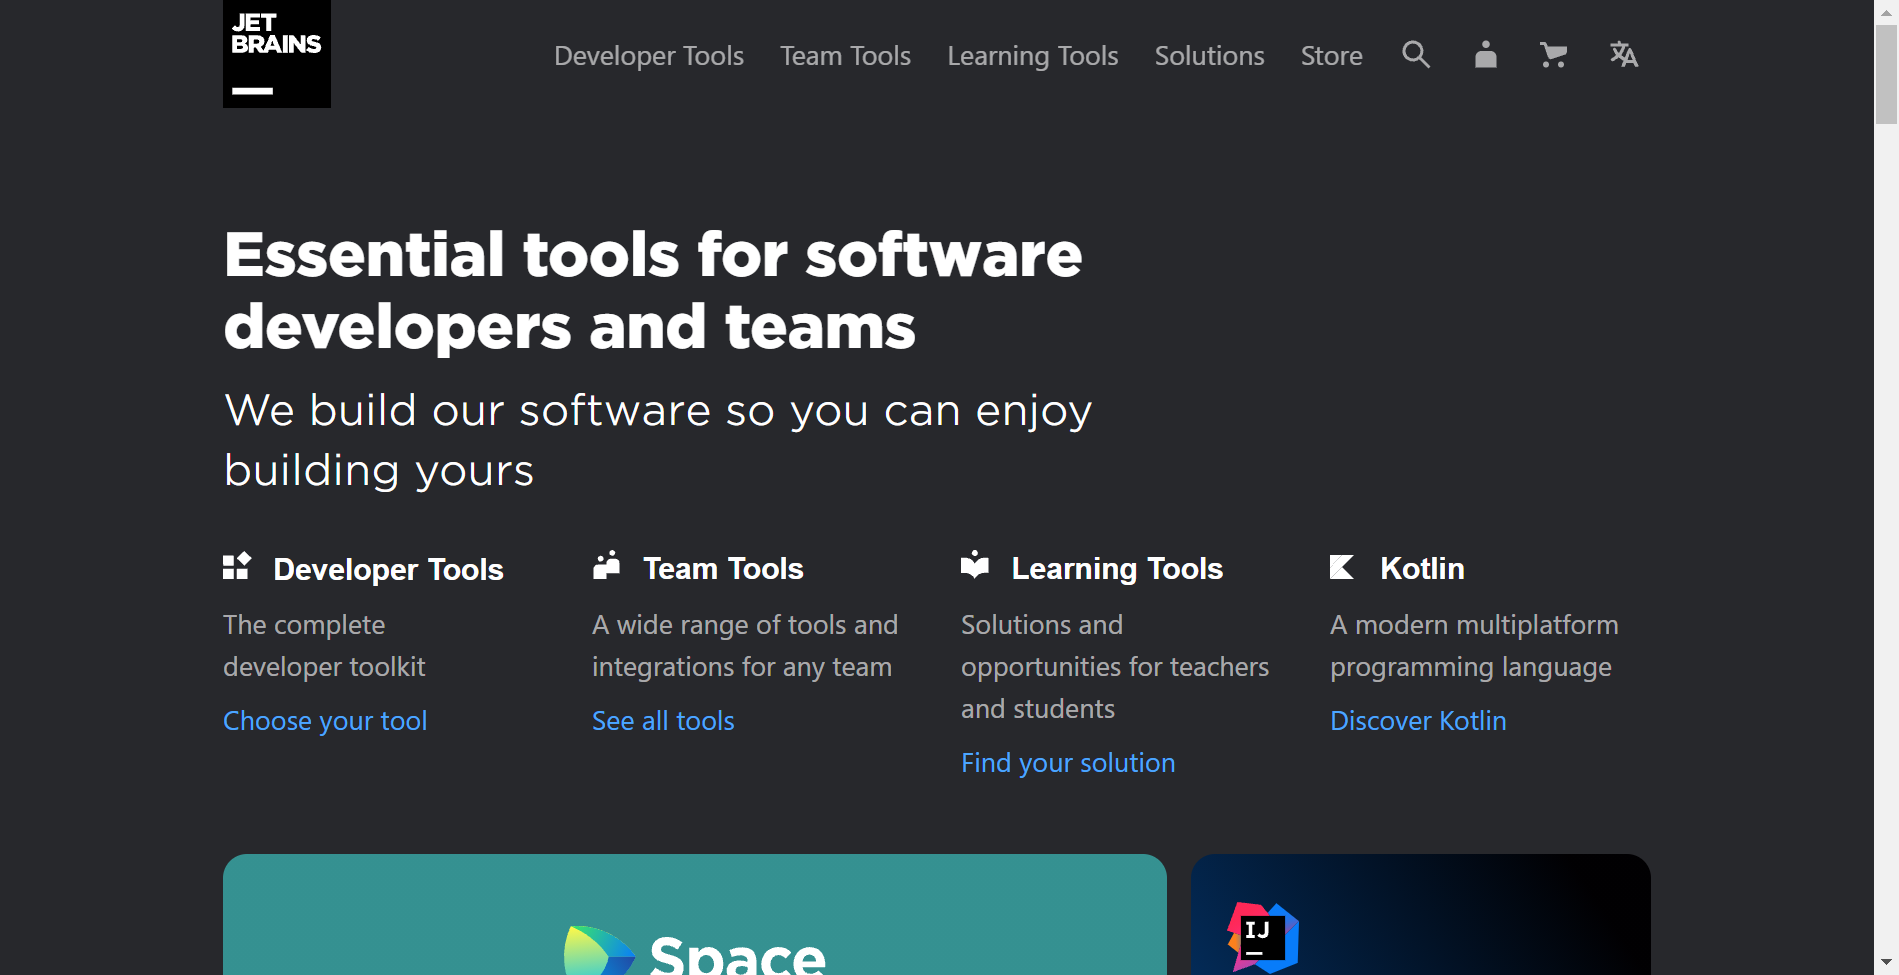 JET
BRAINS
Developer Tools Team Tools Learning Tools Solutions Store
Essential tools for software
developers and teams
We build our software so you can enjoy
building yours
Developer Tools
The complete
developer toolkit
Choose your tool
Team Tools
A wide range of tools and
integrations for any team
See all tools
Learning Tools
Solutions and
opportunities for teachers
and students
Find your solution
Kotlin
A modern multiplatform
programming language
Discover Kotlin
Space
IJ